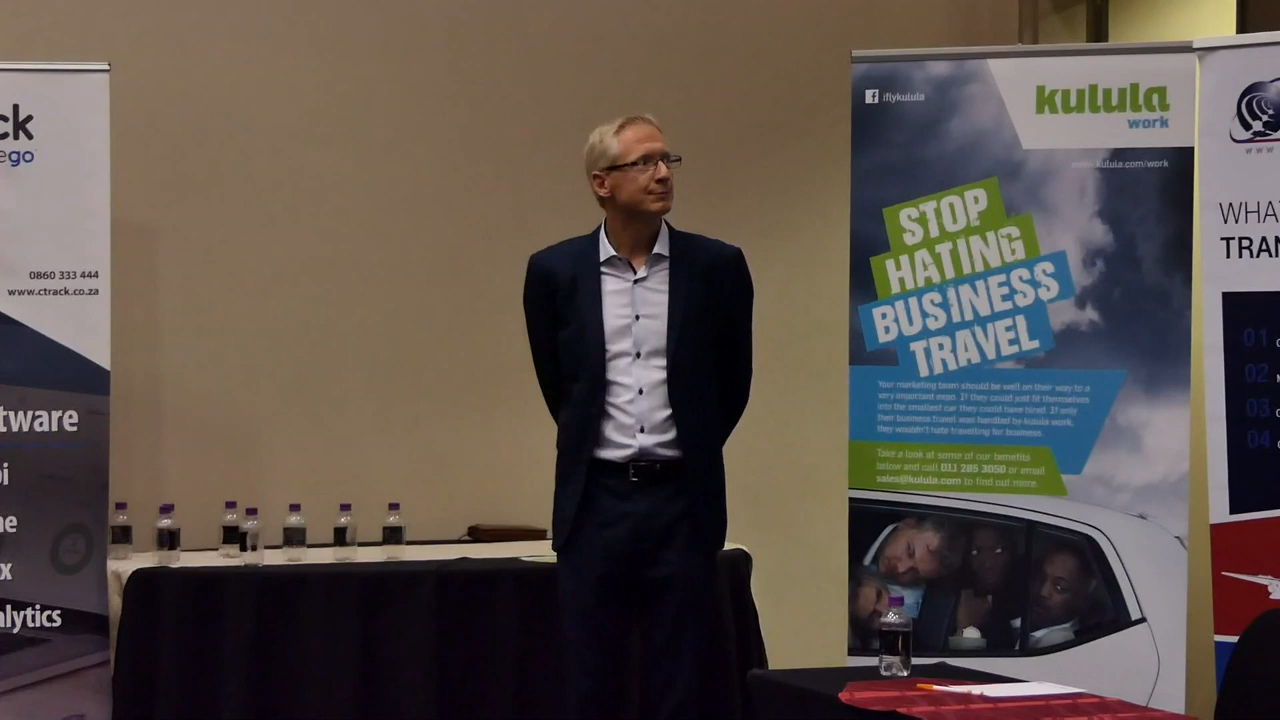 ck
ego
0860 333 444
www.ctrack.co.za
tware
oi
ne
x
alytics
iflykulula
kulula
work
www.kulula.com/work
STOP
HATING
BUSINESS
TRAVEL
Your marketing team should be well on their way to a
very important expo. If they could just fit themselves
into the smallest car they could have hired. If only
their business travel was handled by kulula work,
they wouldn't hate travelling for business.
Take a look at some of our benefits
below and call 011 285 3050 or email
sales@kulula.com to find out more.
WWW
WHA
TRAN
01
02
03
04